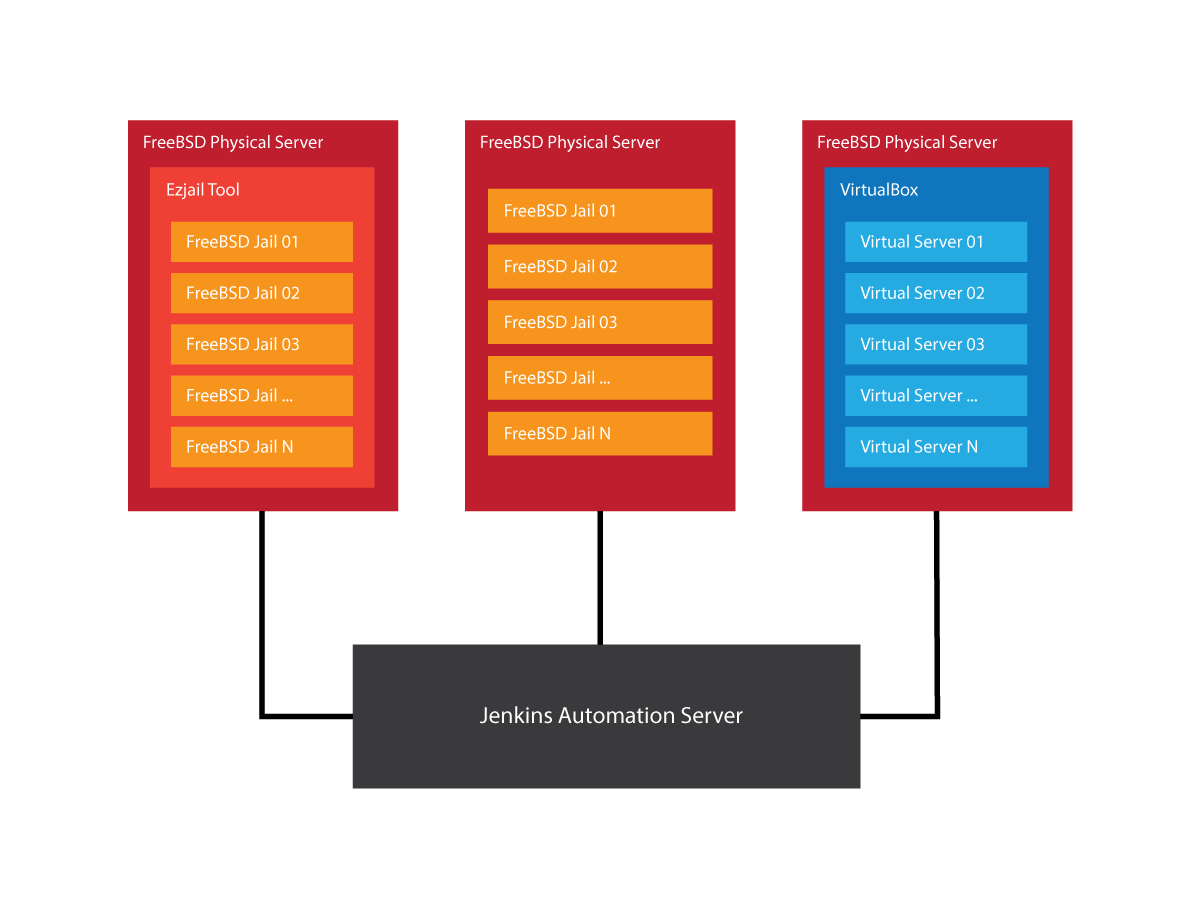 FreeBSD Physical Server
Ezjail Tool
FreeBSD Jail 01
FreeBSD Jail 02
FreeBSD Jail 03
FreeBSD Jail ...
FreeBSD Jail N
FreeBSD Physical Server
FreeBSD Jail 01
FreeBSD Jail 02
FreeBSD Jail 03
FreeBSD Jail ...
FreeBSD Jail N
FreeBSD Physical Server
VirtualBox
Virtual Server 01
Virtual Server 02
Virtual Server 03
Virtual Server ...
Virtual Server N
Jenkins Automation Server